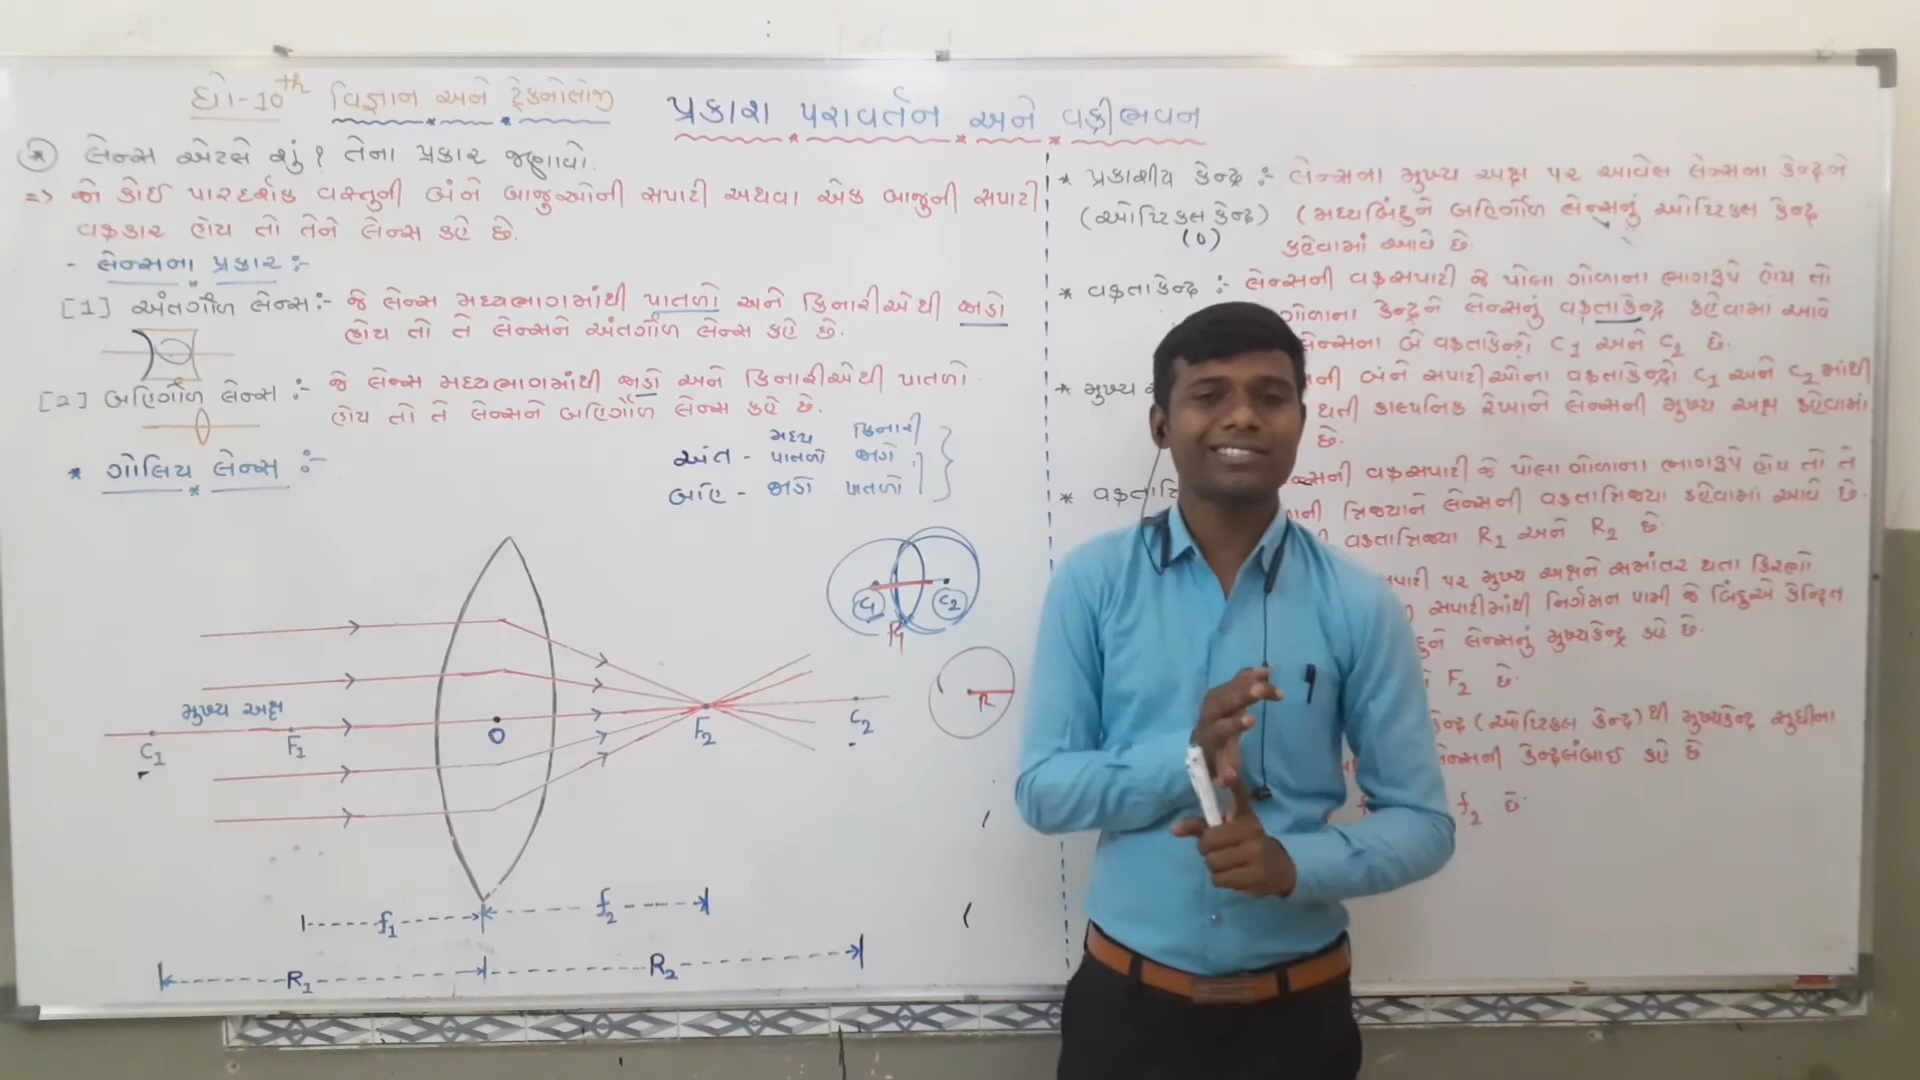 ધો-10th વિજ્ઞાન અને ટેકનોલોજી
પ્રકાશ પરાવર્તન અને વક્રીભવન
* લેન્સ એટલે શું? તેના પ્રકાર જણાવો.
=> જો કોઈ પારદર્શક વસ્તુની બંને બાજુઓની સપાટી અથવા એક બાજુની સપાટી
વક્રકાર હોય તો તેને લેન્સ કહે છે.
- લેન્સના પ્રકાર :-
[1] અંતર્ગોળ લેન્સ:- જે લેન્સ મધ્યભાગમાંથી પાતળો અને કિનારીએથી જાડો
હોય તો તે લેન્સને અંતર્ગોળ લેન્સ કહે છે.
[2] બહિર્ગોળ લેન્સ :- જે લેન્સ મધ્યભાગમાંથી જાડો અને કિનારીએથી પાતળો
હોય તો તે લેન્સને બહિર્ગોળ લેન્સ કહે છે.
મધ્ય કિનારી
અંત - પાતળો જાડો
બહિ - જાડો પાતળો
* ગોલિય લેન્સ :-
C1 C2
R
R
મુખ્ય અક્ષ
C1 F1 O F2 C2
f1 f2
R1 R2
* પ્રકાશીય કેન્દ્ર :- લેન્સના મુખ્ય અક્ષ પર આવેલ લેન્સના કેન્દ્રને
(ઓપ્ટિકલ કેન્દ્ર) (મધ્યબિંદુને બહિર્ગોળ લેન્સનું ઓપ્ટિકલ કેન્દ્ર
(O) કહેવામાં આવે છે.
* વક્રતાકેન્દ્ર :- લેન્સની વક્રસપાટી જે પોલા ગોળાના ભાગરૂપે હોય તો
ગોળાના કેન્દ્રને લેન્સનું વક્રતાકેન્દ્ર કહેવામાં આવે
લેન્સના બે વક્રતાકેન્દ્રો C1 અને C2 છે.
* મુખ્ય ની બંને સપાટીઓના વક્રતાકેન્દ્રો C1 અને C2 માંથી
થતી કાલ્પનિક રેખાને લેન્સની મુખ્ય અક્ષ કહેવામાં
છે.
* વક્રતાત્રિ ન્સની વક્રસપાટી જે પોલા ગોળાના ભાગરૂપે હોય તો તે
ની ત્રિજ્યાને લેન્સની વક્રતાત્રિજ્યા કહેવામાં આવે છે.
વક્રતાત્રિજ્યા R1 અને R2 છે.
સપાટી પર મુખ્ય અક્ષને સમાંતર થતા કિરણો
સપાટીમાંથી નિર્ગમન પામી જે બિંદુએ કેન્દ્રિત
દુને લેન્સનું મુખ્યકેન્દ્ર કહે છે.
F2 છે.
કેન્દ્ર (ઓપ્ટિકલ કેન્દ્ર) થી મુખ્યકેન્દ્ર સુધીના
લેન્સની કેન્દ્રલંબાઈ કહે છે
f f2 છે.